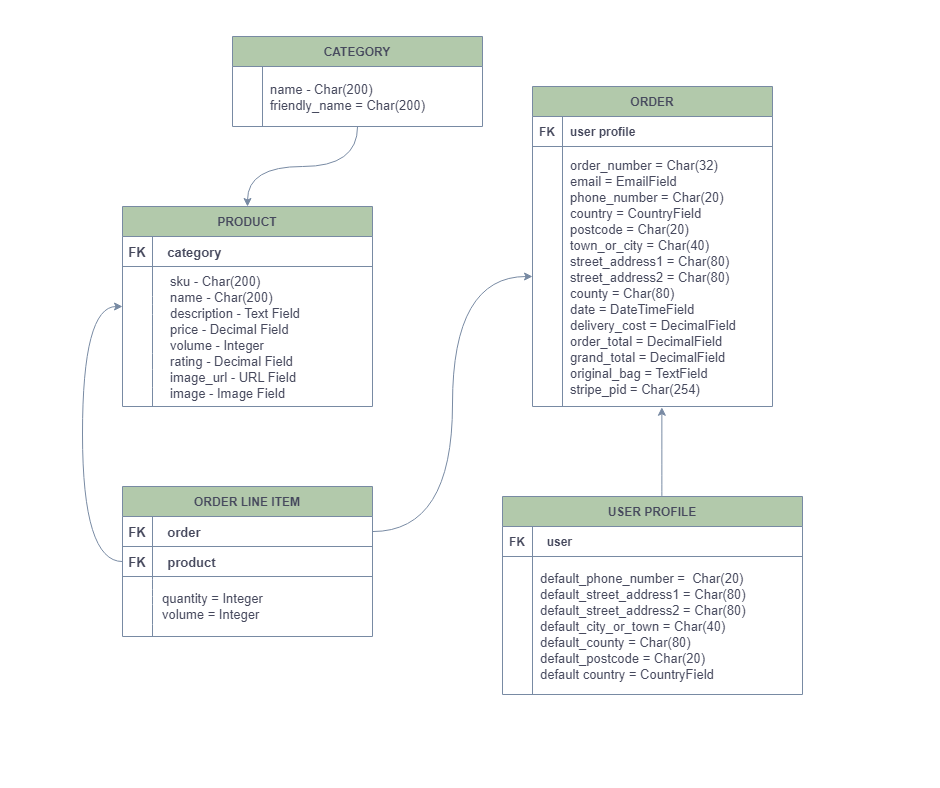 CATEGORY
name - Char(200)
friendly_name = Char(200)
ORDER
FK user profile
order_number = Char(32)
email = EmailField
phone_number = Char(20)
country = CountryField
postcode = Char(20)
town_or_city = Char(40)
street_address1 = Char(80)
street_address2 = Char(80)
county = Char(80)
date = DateTimeField
delivery_cost = DecimalField
order_total = DecimalField
grand_total = DecimalField
original_bag = TextField
stripe_pid = Char(254)
PRODUCT
FK category
sku - Char(200)
name - Char(200)
description - Text Field
price - Decimal Field
volume - Integer
rating - Decimal Field
image_url - URL Field
image - Image Field
ORDER LINE ITEM
FK order
FK product
quantity = Integer
volume = Integer
USER PROFILE
FK user
default_phone_number = Char(20)
default_street_address1 = Char(80)
default_street_address2 = Char(80)
default_city_or_town = Char(40)
default_county = Char(80)
default_postcode = Char(20)
default country = CountryField